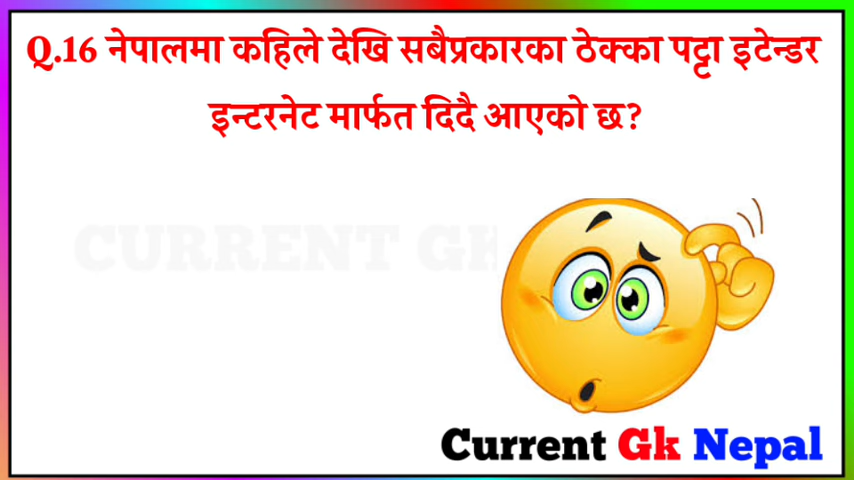 Q.16 नेपालमा कहिले देखि सबैप्रकारका ठेक्का पट्टा इटेन्डर
इन्टरनेट मार्फत दिदै आएको छ?
CURRENT GK
Current Gk Nepal